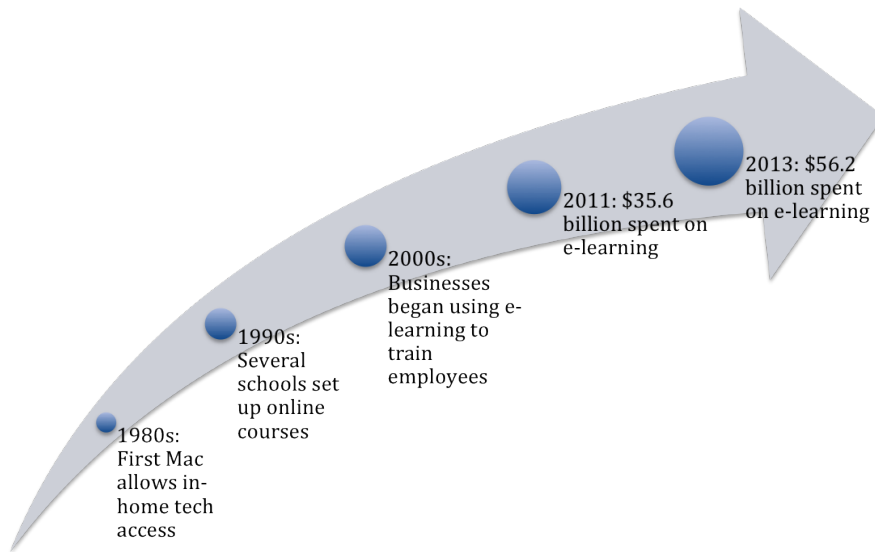 1980s:
First Mac
allows in-
home tech
access
1990s:
Several
schools set
up online
courses
2000s:
Businesses
began using e-
learning to
train
employees
2011: $35.6
billion spent on
e-learning
2013: $56.2
billion spent
on e-learning